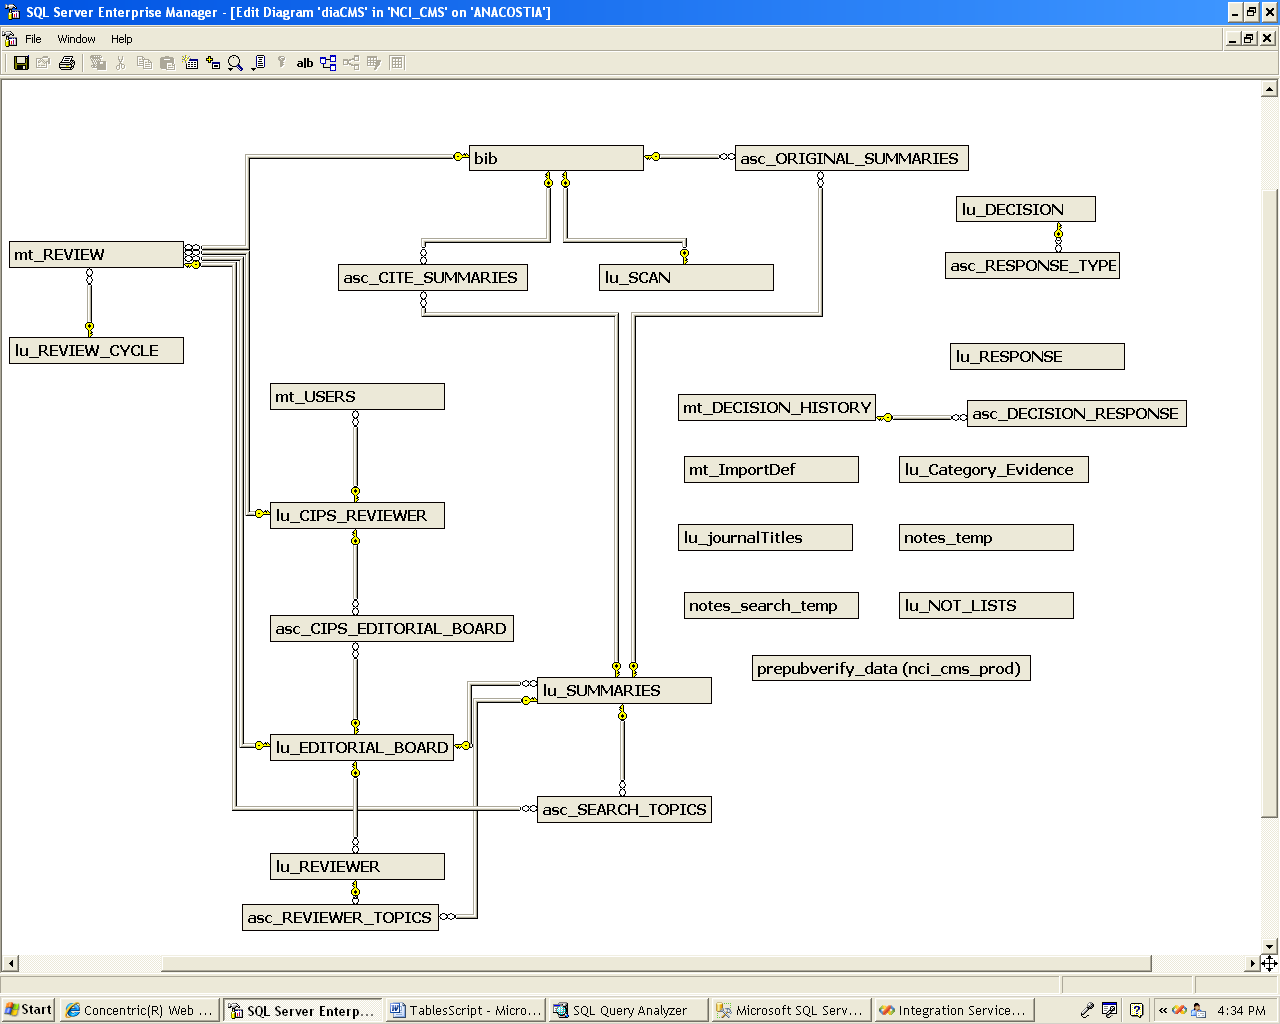 SQL Server Enterprise Manager - [Edit Diagram 'diaCMS' in 'NCI_CMS' on 'ANACOSTIA']
File Window Help
a|b
bib
asc_ORIGINAL_SUMMARIES
lu_DECISION
mt_REVIEW
asc_RESPONSE_TYPE
asc_CITE_SUMMARIES
lu_SCAN
lu_REVIEW_CYCLE
lu_RESPONSE
mt_USERS
mt_DECISION_HISTORY
asc_DECISION_RESPONSE
mt_ImportDef
lu_Category_Evidence
lu_CIPS_REVIEWER
lu_journalTitles
notes_temp
notes_search_temp
lu_NOT_LISTS
asc_CIPS_EDITORIAL_BOARD
prepubverify_data (nci_cms_prod)
lu_SUMMARIES
lu_EDITORIAL_BOARD
asc_SEARCH_TOPICS
lu_REVIEWER
asc_REVIEWER_TOPICS
Start
Concentric(R) Web ...
SQL Server Enterp...
TablesScript - Micro...
SQL Query Analyzer
Microsoft SQL Serv...
Integration Service...
4:34 PM